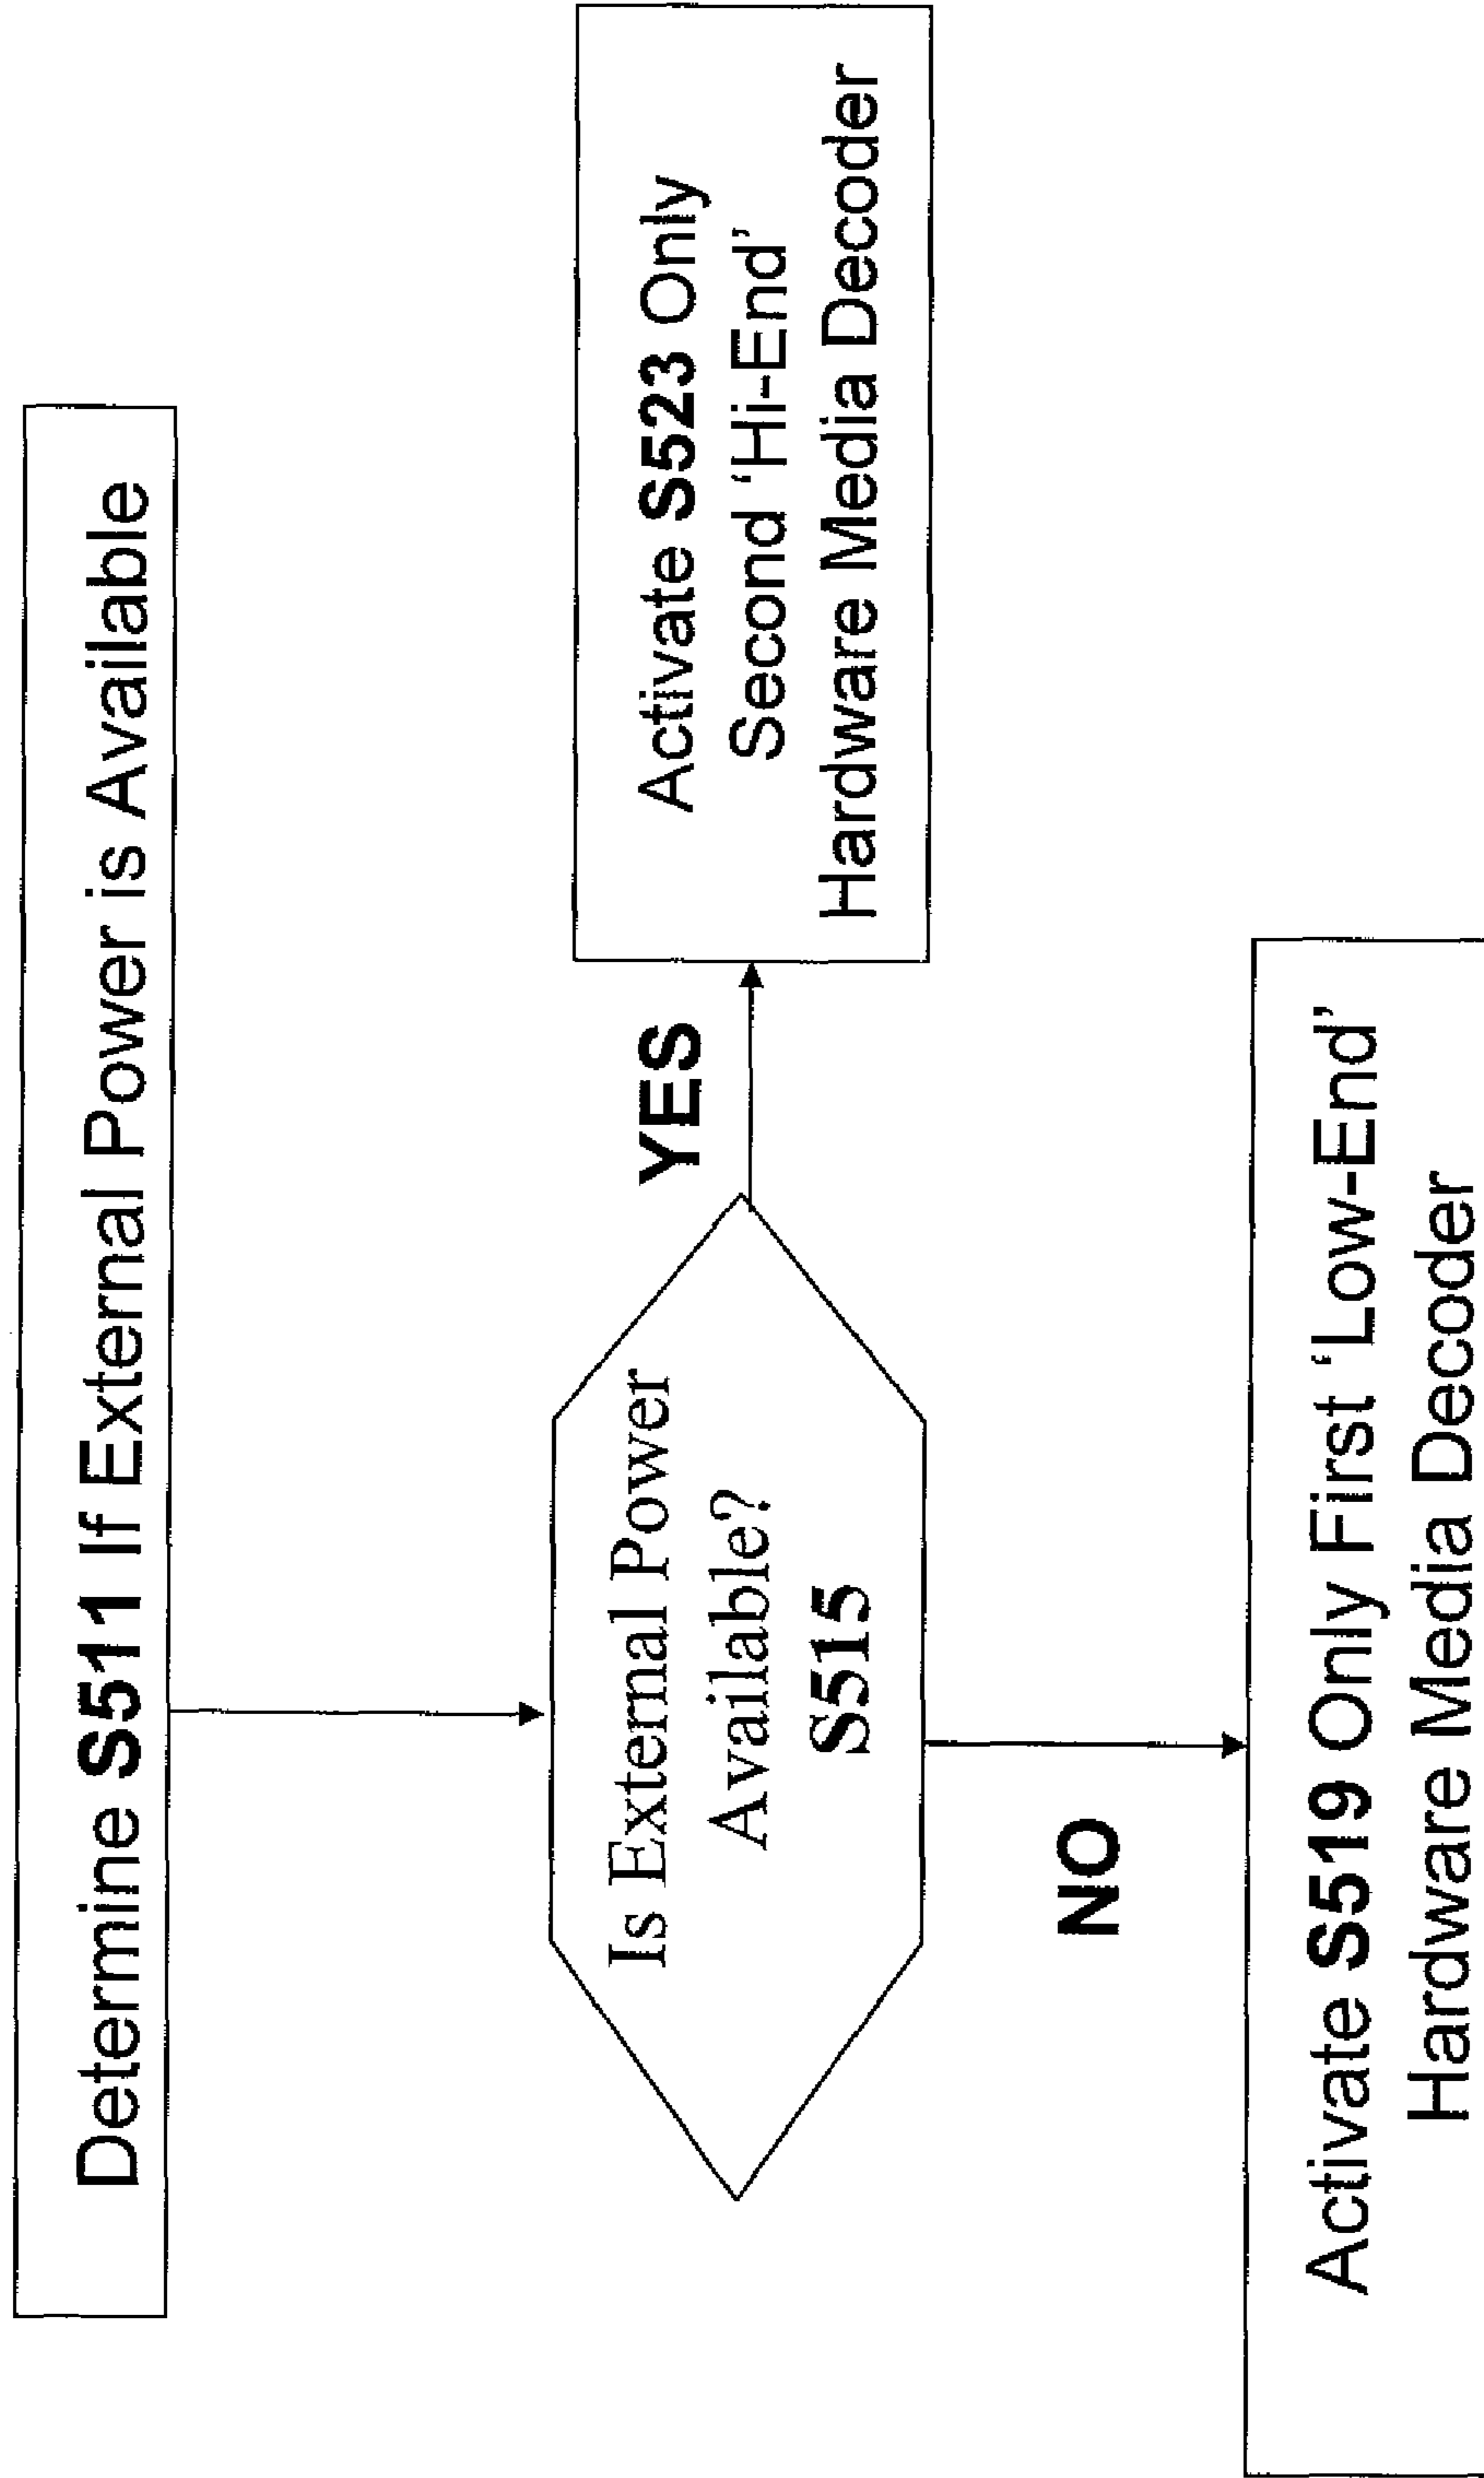 Determine S511 If External Power is Available
Is External Power
Available?
S515
YES
Activate S523 Only
Second ‘Hi-End’
Hardware Media Decoder
NO
Activate S519 Only First ‘Low-End’
Hardware Media Decoder